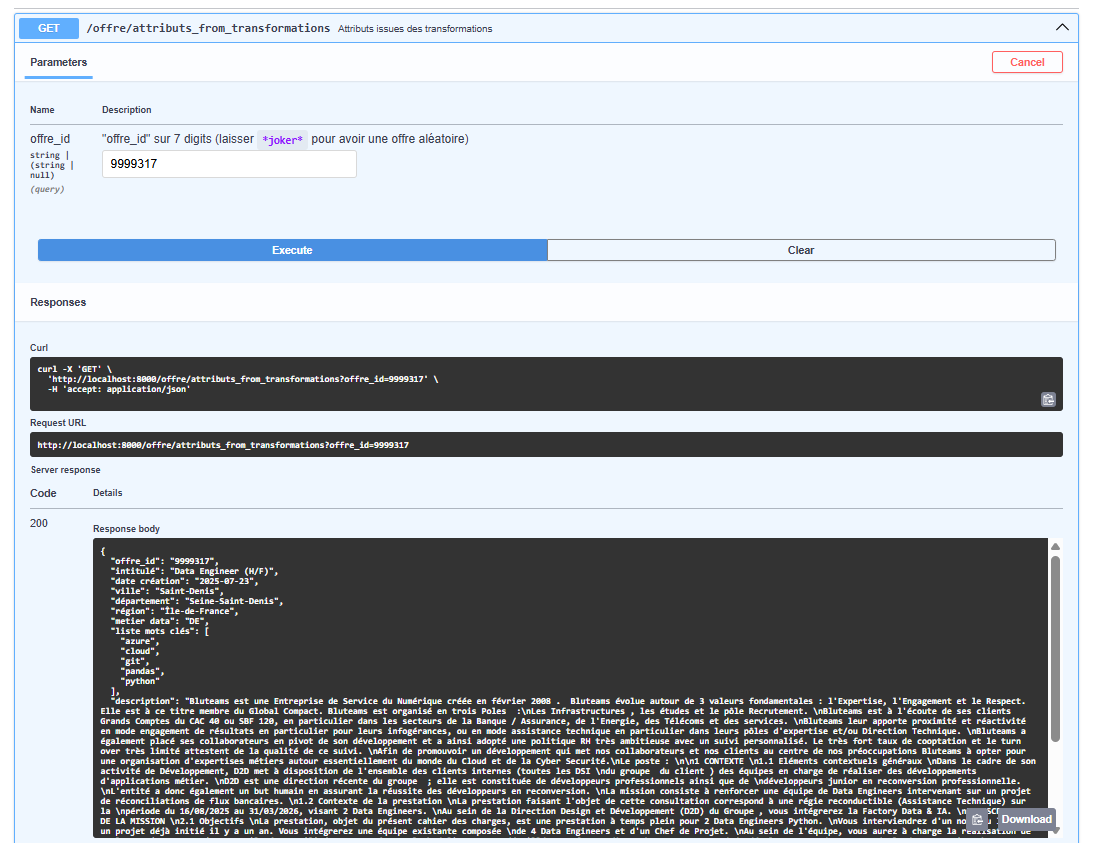 GET /offre/attributs_from_transformations Attributs issues des transformations
Parameters
Cancel
Name Description
offre_id "offre_id" sur 7 digits (laisser *joker* pour avoir une offre aléatoire)
string |
(string |
null)
(query)
9999317
Execute Clear
Responses
Curl
curl -X 'GET' \
'http://localhost:8000/offre/attributs_from_transformations?offre_id=9999317' \
-H 'accept: application/json'
Request URL
http://localhost:8000/offre/attributs_from_transformations?offre_id=9999317
Server response
Code Details
200
Response body
{
"offre_id": "9999317",
"intitulé": "Data Engineer (H/F)",
"date création": "2025-07-23",
"ville": "Saint-Denis",
"département": "Seine-Saint-Denis",
"région": "Île-de-France",
"metier data": "DE",
"liste mots clés": [
"azure",
"cloud",
"git",
"pandas",
"python"
],
"description": "Bluteams est une Entreprise de Service du Numérique créée en février 2008 .  Bluteams évolue autour de 3 valeurs fondamentales : l'Expertise, l'Engagement et le Respect.
Elle est à ce titre membre du Global Compact. Bluteams est organisé en trois Poles  :\nLes Infrastructures , les études et le pôle Recrutement. \nBluteams est à l'écoute de ses clients
Grands Comptes du CAC 40 ou SBF 120, en particulier dans les secteurs de la Banque / Assurance, de l'Energie, des Télécoms et des services. \nBluteams leur apporte proximité et réactivité
en mode engagement de résultats en particulier pour leurs infogérances, ou en mode assistance technique en particulier dans leurs pôles d'expertise et/ou Direction Technique. \nBluteams a
également placé ses collaborateurs en pivot de son développement et a ainsi adopté une politique RH très ambitieuse avec un suivi personnalisé. Le très fort taux de cooptation et le turn
over très limité attestent de la qualité de ce suivi. \nAfin de promouvoir un développement qui met nos collaborateurs et nos clients au centre de nos préoccupations Bluteams à opter pour
une organisation d'expertises métiers autour essentiellement du monde du Cloud et de la Cyber Securité.\nLe poste : \n\n1 CONTEXTE \n1.1 Eléments contextuels généraux \nDans le cadre de son
activité de Développement, D2D met à disposition de l'ensemble des clients internes (toutes les DSI \ndu groupe  du client ) des équipes en charge de réaliser des développements
d'applications métier. \nD2D est une direction récente du groupe  ; elle est constituée de développeurs professionnels ainsi que de \ndéveloppeurs junior en reconversion professionnelle.
\nL'entité a donc également un but humain en assurant la réussite des développeurs en reconversion. \nLa mission consiste à renforcer une équipe de Data Engineers intervenant sur un projet
de réconciliations de flux bancaires. \n1.2 Contexte de la prestation \nLa prestation faisant l'objet de cette consultation correspond à une régie reconductible (Assistance Technique) sur
la \npériode du 16/08/2025 au 31/03/2026, visant 2 Data Engineers. \nAu sein de la Direction Design et Développement (D2D) du Groupe , vous intégrerez la Factory Data & IA.
DE LA MISSION \n2.1 Objectifs \nLa prestation, objet du présent cahier des charges, est une prestation à temps plein pour 2 Data Engineers Python. \nVous interviendrez d'un
un projet déjà initié il y a un an. Vous intégrerez une équipe existante composée \nde 4 Data Engineers et d'un Chef de Projet. \nAu sein de l'équipe, vous aurez à charge la réalisation de
Download